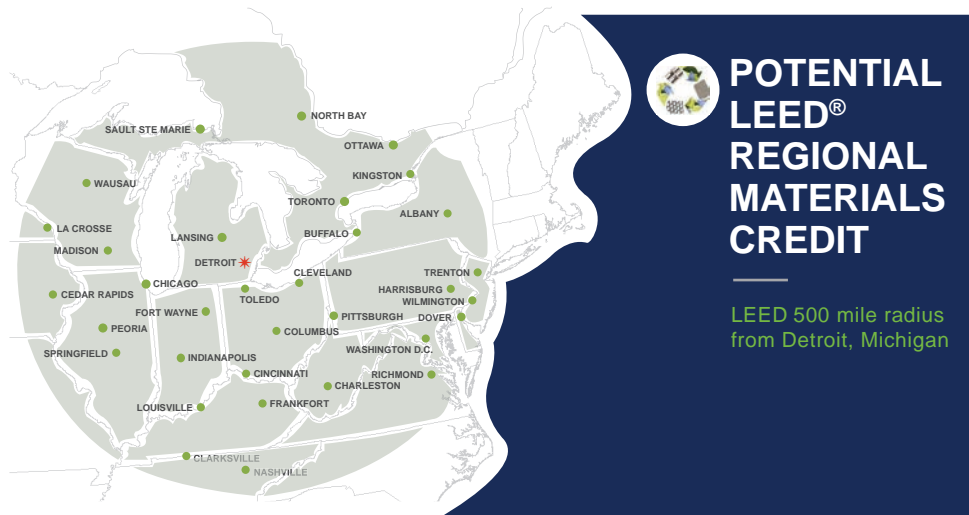 NORTH BAY
SAULT STE MARIE
OTTAWA
KINGSTON
WAUSAU
TORONTO
ALBANY
LA CROSSE
BUFFALO
LANSING
MADISON
DETROIT
CLEVELAND
TRENTON
CHICAGO
HARRISBURG
CEDAR RAPIDS
TOLEDO
WILMINGTON
FORT WAYNE
PITTSBURGH
DOVER
PEORIA
COLUMBUS
WASHINGTON D.C.
SPRINGFIELD
INDIANAPOLIS
CINCINNATI
RICHMOND
CHARLESTON
LOUISVILLE
FRANKFORT
CLARKSVILLE
NASHVILLE
POTENTIAL
LEED®
REGIONAL
MATERIALS
CREDIT
LEED 500 mile radius
from Detroit, Michigan